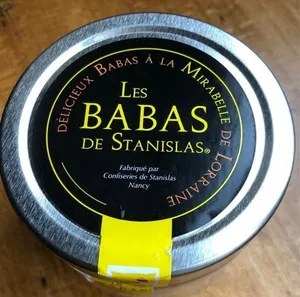 DÉLICIEUX BABAS À LA MIRABELLE DE LORRAINE
LES
BABAS
DE STANISLAS®
Fabriqué par
Confiseries de Stanislas
Nancy